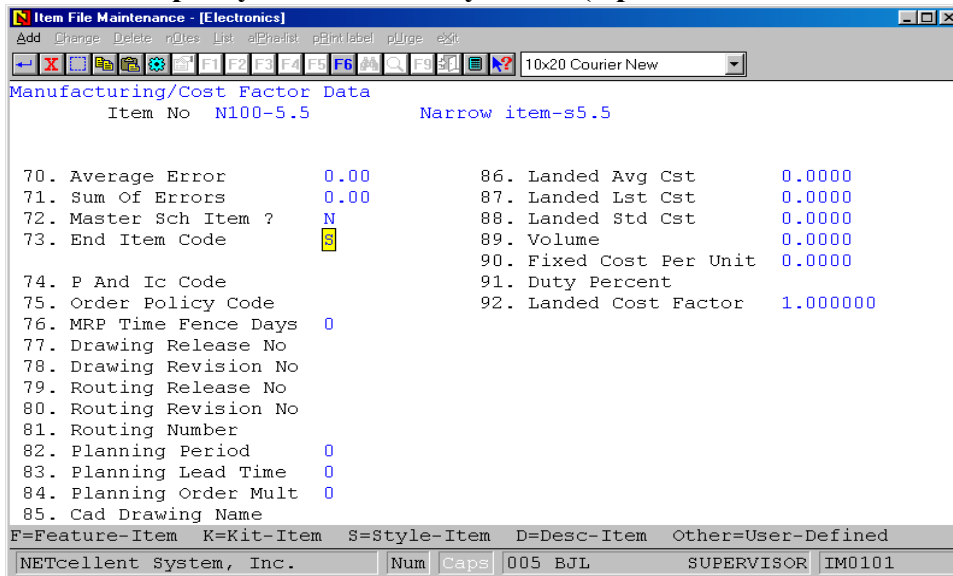 Item File Maintenance - [Electronics]
Add Change Delete nOtes List alPha-list pRint label pUrge eXit
F1 F2 F3 F4 F5 F6 F9 10x20 Courier New
Manufacturing/Cost Factor Data
Item No N100-5.5 Narrow item-s5.5
70. Average Error 0.00 86. Landed Avg Cst 0.0000
71. Sum Of Errors 0.00 87. Landed Lst Cst 0.0000
72. Master Sch Item ? N 88. Landed Std Cst 0.0000
73. End Item Code S 89. Volume 0.0000
90. Fixed Cost Per Unit 0.0000
74. P And Ic Code 91. Duty Percent
75. Order Policy Code 92. Landed Cost Factor 1.000000
76. MRP Time Fence Days 0
77. Drawing Release No
78. Drawing Revision No
79. Routing Release No
80. Routing Revision No
81. Routing Number
82. Planning Period 0
83. Planning Lead Time 0
84. Planning Order Mult 0
85. Cad Drawing Name
F=Feature-Item K=Kit-Item S=Style-Item D=Desc-Item Other=User-Defined
NETcellent System, Inc. Num Caps 005 BJL SUPERVISOR IM0101